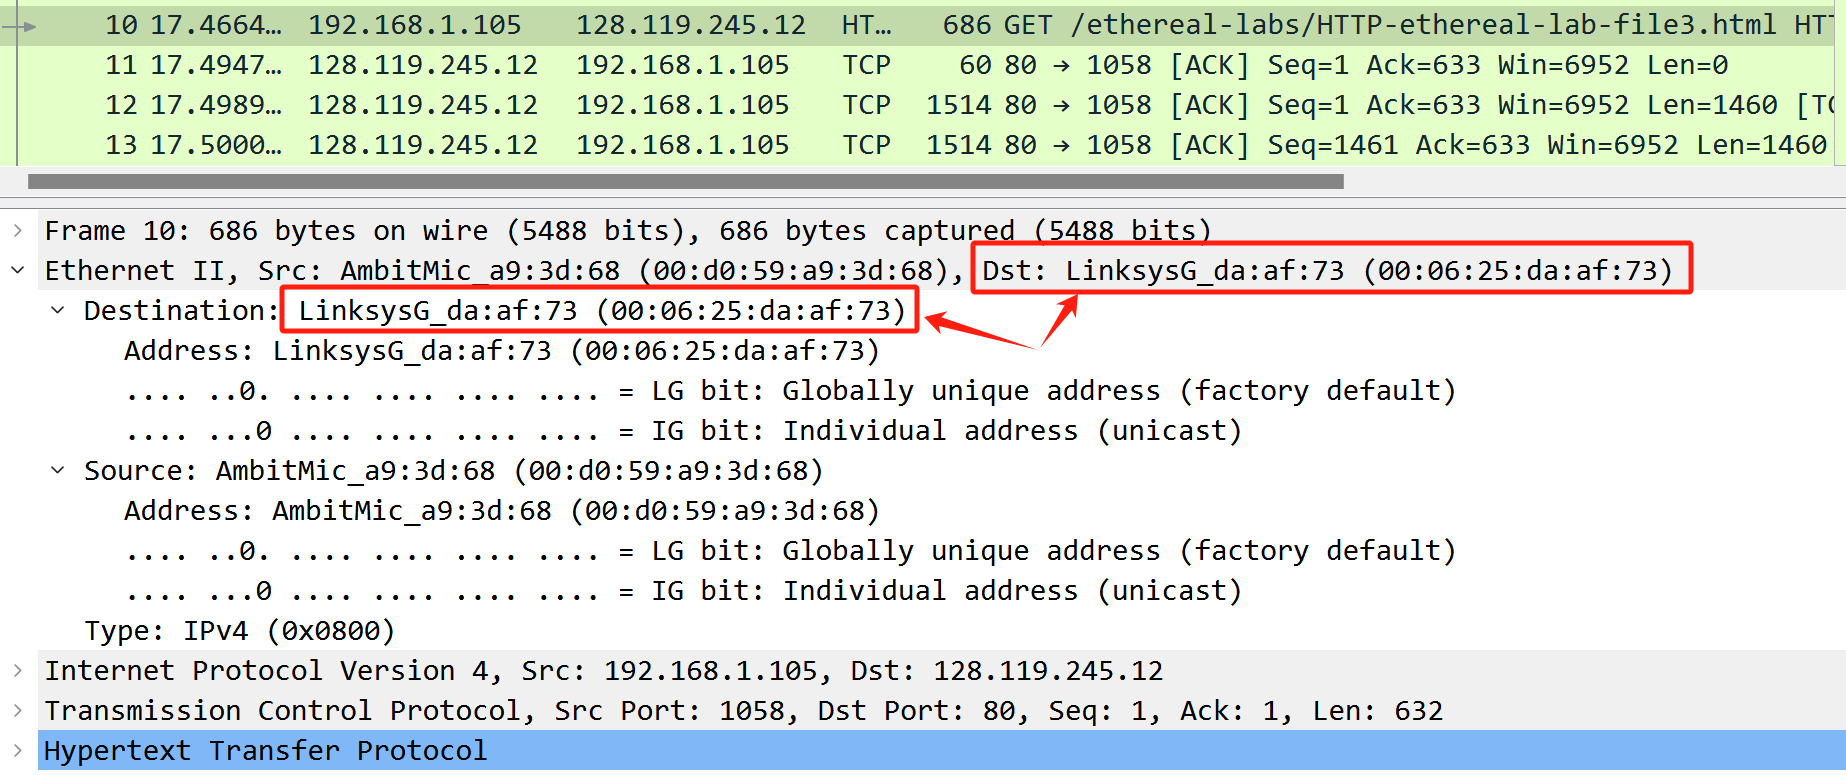 10 17.4664… 192.168.1.105 128.119.245.12 HT… 686 GET /ethereal-labs/HTTP-ethereal-lab-file3.html HT
11 17.4947… 128.119.245.12 192.168.1.105 TCP 60 80 → 1058 [ACK] Seq=1 Ack=633 Win=6952 Len=0
12 17.4989… 128.119.245.12 192.168.1.105 TCP 1514 80 → 1058 [ACK] Seq=1 Ack=633 Win=6952 Len=1460 [TC
13 17.5000… 128.119.245.12 192.168.1.105 TCP 1514 80 → 1058 [ACK] Seq=1461 Ack=633 Win=6952 Len=1460
Frame 10: 686 bytes on wire (5488 bits), 686 bytes captured (5488 bits)
Ethernet II, Src: AmbitMic_a9:3d:68 (00:d0:59:a9:3d:68), Dst: LinksysG_da:af:73 (00:06:25:da:af:73)
Destination: LinksysG_da:af:73 (00:06:25:da:af:73)
Address: LinksysG_da:af:73 (00:06:25:da:af:73)
.... ..0. .... .... .... .... = LG bit: Globally unique address (factory default)
.... ...0 .... .... .... .... = IG bit: Individual address (unicast)
Source: AmbitMic_a9:3d:68 (00:d0:59:a9:3d:68)
Address: AmbitMic_a9:3d:68 (00:d0:59:a9:3d:68)
.... ..0. .... .... .... .... = LG bit: Globally unique address (factory default)
.... ...0 .... .... .... .... = IG bit: Individual address (unicast)
Type: IPv4 (0x0800)
Internet Protocol Version 4, Src: 192.168.1.105, Dst: 128.119.245.12
Transmission Control Protocol, Src Port: 1058, Dst Port: 80, Seq: 1, Ack: 1, Len: 632
Hypertext Transfer Protocol